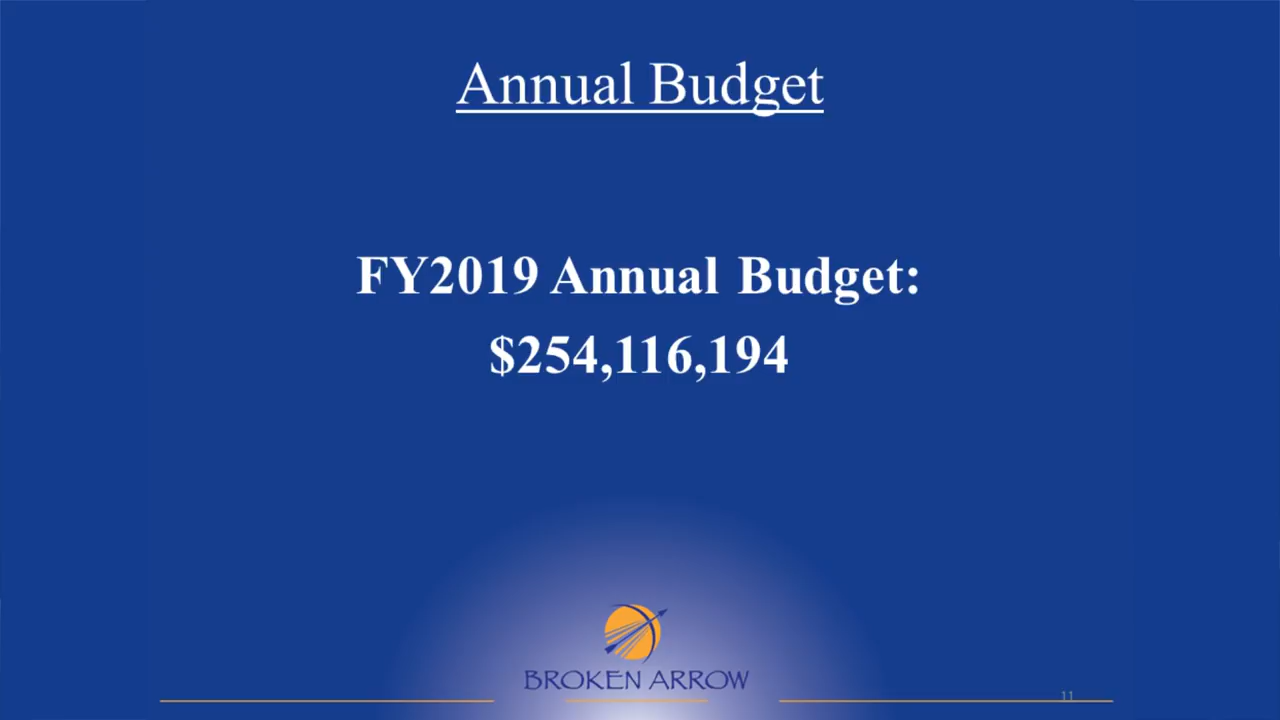 Annual Budget
FY2019 Annual Budget:
$254,116,194
BROKEN ARROW
11